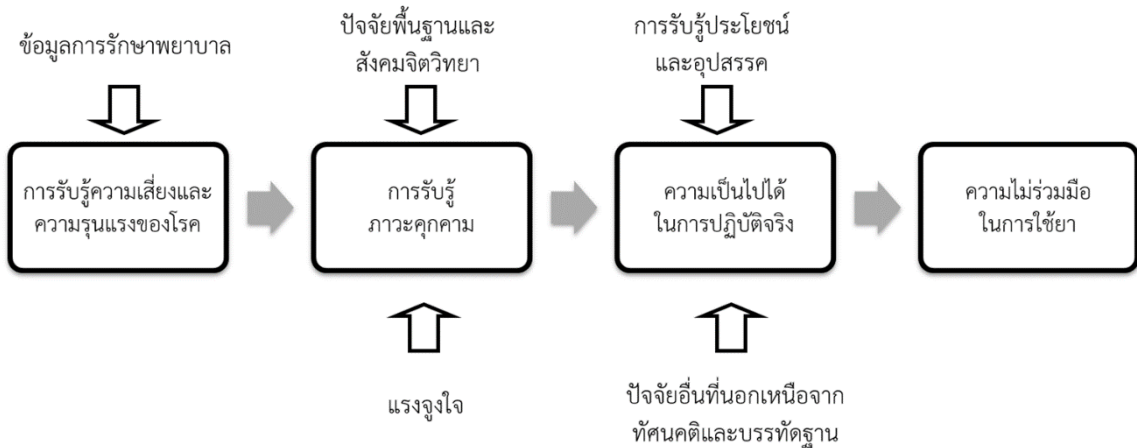 ข้อมูลการรักษาพยาบาล
ปัจจัยพื้นฐานและ
สังคมจิตวิทยา
การรับรู้ประโยชน์
และอุปสรรค
การรับรู้ความเสี่ยงและ
ความรุนแรงของโรค
การรับรู้
ภาวะคุกคาม
ความเป็นไปได้
ในการปฏิบัติจริง
ความไม่ร่วมมือ
ในการใช้ยา
แรงจูงใจ
ปัจจัยอื่นที่นอกเหนือจาก
ทัศนคติและบรรทัดฐาน